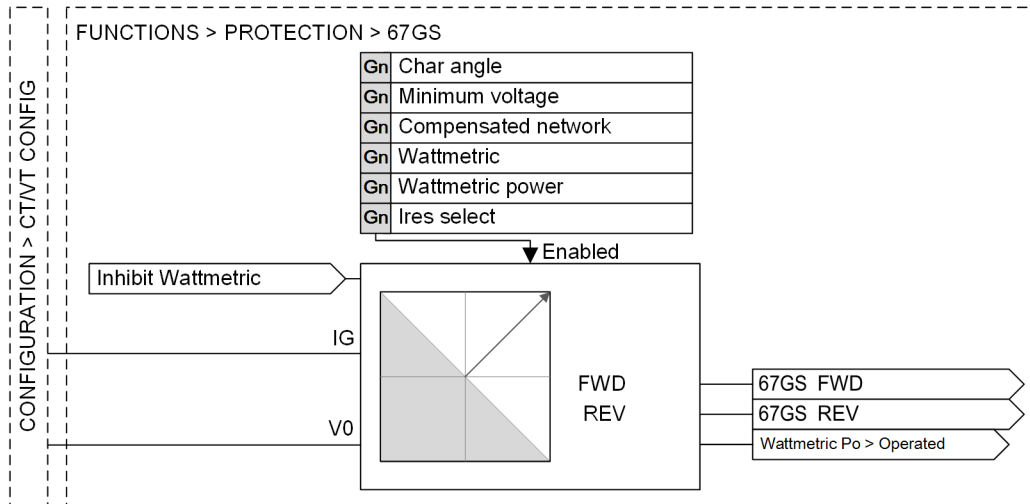 FUNCTIONS > PROTECTION > 67GS
CONFIGURATION > CT/VT CONFIG
Gn Char angle
Gn Minimum voltage
Gn Compensated network
Gn Wattmetric
Gn Wattmetric power
Gn Ires select
Enabled
Inhibit Wattmetric
IG
V0
FWD
REV
67GS FWD
67GS REV
Wattmetric Po > Operated